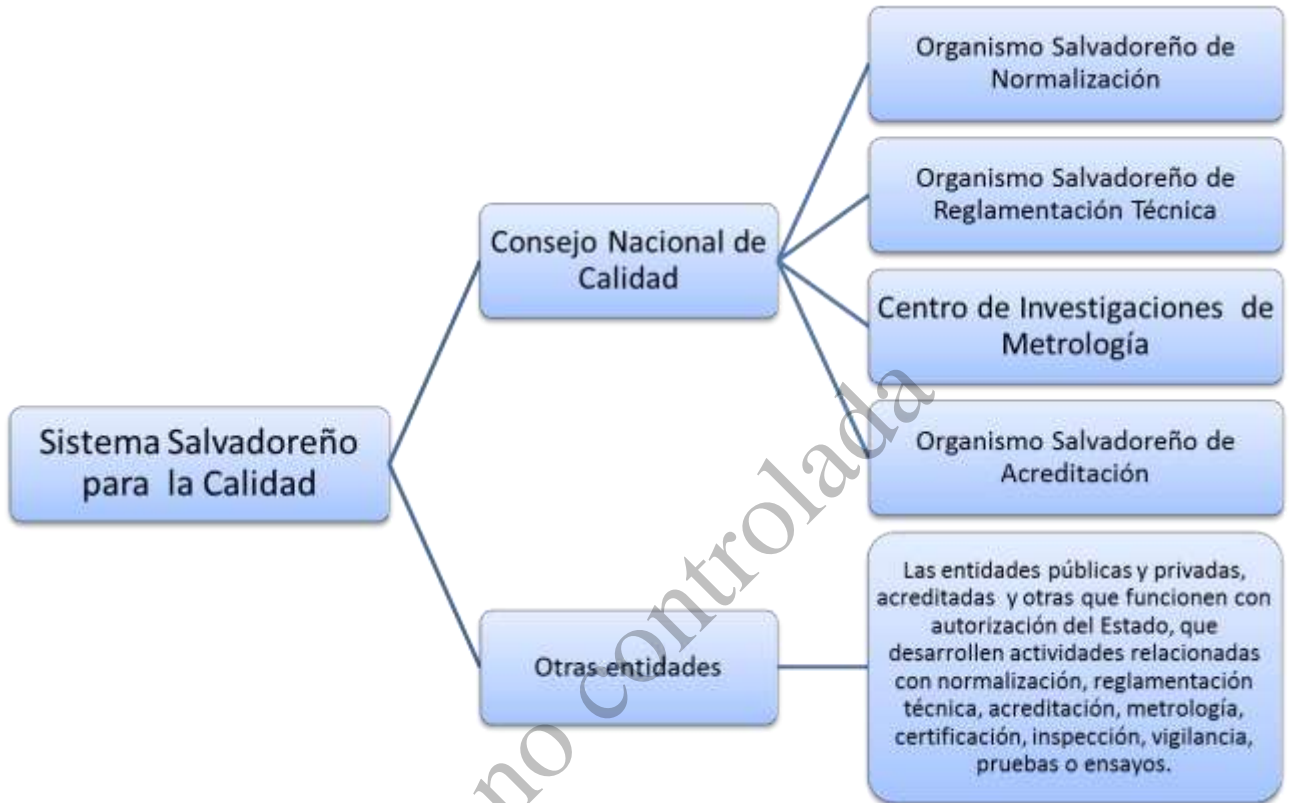 Organismo Salvadoreño de
Normalización
Organismo Salvadoreño de
Reglamentación Técnica
Consejo Nacional de
Calidad
Centro de Investigaciones de
Metrología
Sistema Salvadoreño
para la Calidad
Organismo Salvadoreño de
Acreditación
Otras entidades
Las entidades públicas y privadas,
acreditadas y otras que funcionen con
autorización del Estado, que
desarrollen actividades relacionadas
con normalización, reglamentación
técnica, acreditación, metrología,
certificación, inspección, vigilancia,
pruebas o ensayos.
no controlada